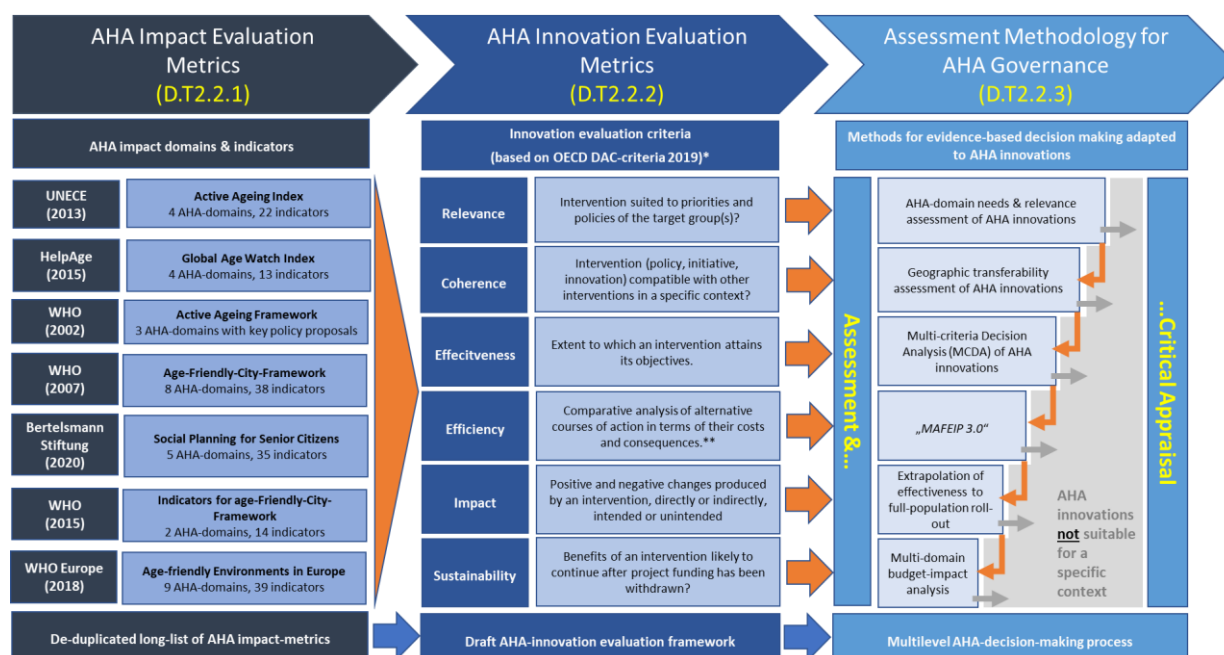 AHA Impact Evaluation
Metrics
(D.T2.2.1)
AHA Innovation Evaluation
Metrics
(D.T2.2.2)
Assessment Methodology for
AHA Governance
(D.T2.2.3)
AHA impact domains & indicators
Innovation evaluation criteria
(based on OECD DAC-criteria 2019)*
Methods for evidence-based decision making adapted
to AHA innovations
UNECE
(2013)
Active Ageing Index
4 AHA-domains, 22 indicators
HelpAge
(2015)
Global Age Watch Index
4 AHA-domains, 13 indicators
WHO
(2002)
Active Ageing Framework
3 AHA-domains with key policy proposals
WHO
(2007)
Age-Friendly-City-Framework
8 AHA-domains, 38 indicators
Bertelsmann
Stiftung
(2020)
Social Planning for Senior Citizens
5 AHA-domains, 35 indicators
WHO
(2015)
Indicators for age-Friendly-City-
Framework
2 AHA-domains, 14 indicators
WHO Europe
(2018)
Age-friendly Environments in Europe
9 AHA-domains, 39 indicators
De-duplicated long-list of AHA impact-metrics
Relevance
Intervention suited to priorities and
policies of the target group(s)?
Coherence
Intervention (policy, initiative,
innovation) compatible with other
interventions in a specific context?
Effecitveness
Extent to which an intervention attains
its objectives.
Efficiency
Comparative analysis of alternative
courses of action in terms of their costs
and consequences.**
Impact
Positive and negative changes produced
by an intervention, directly or indirectly,
intended or unintended
Sustainability
Benefits of an intervention likely to
continue after project funding has been
withdrawn?
Draft AHA-innovation evaluation framework
Assessment &...
AHA-domain needs & relevance
assessment of AHA innovations
Geographic transferability
assessment of AHA innovations
Multi-criteria Decision
Analysis (MCDA) of AHA
innovations
„MAFEIP 3.0“
Extrapolation of
effectiveness to
full-population roll-
out
Multi-domain
budget-impact
analysis
AHA
innovations
not suitable
for a
specific
context
...Critical Appraisal
Multilevel AHA-decision-making process